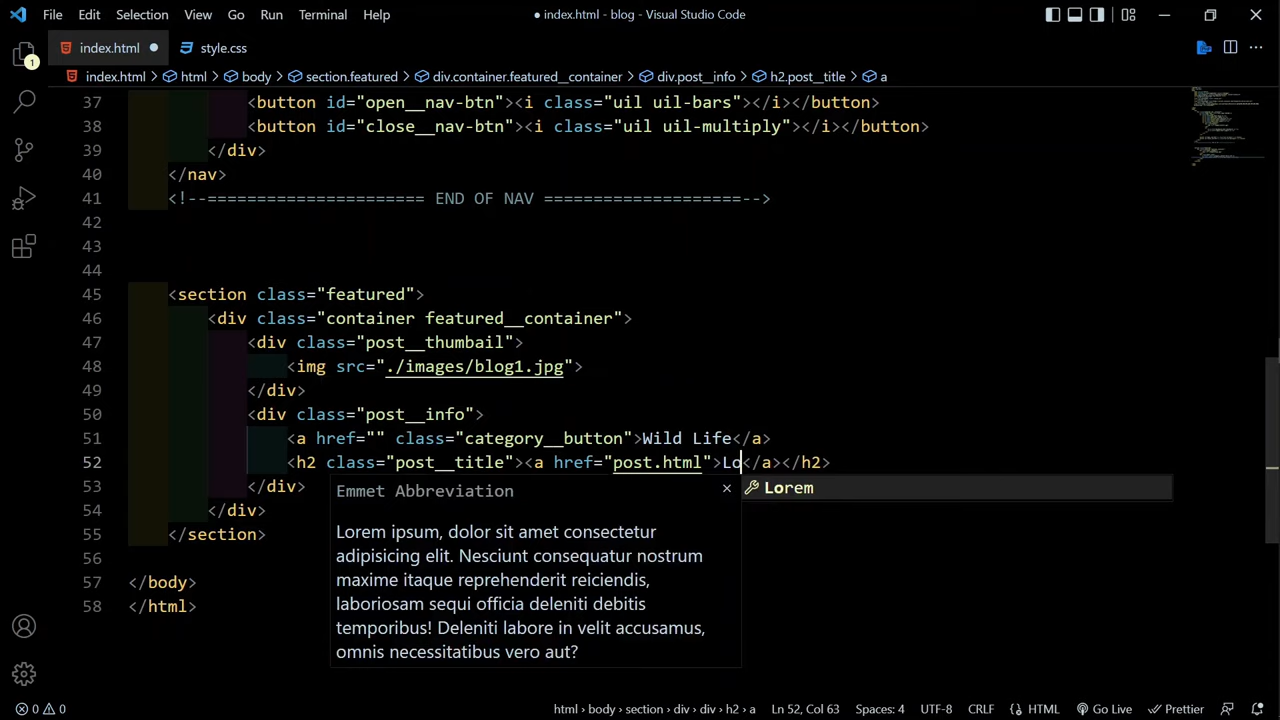 File Edit Selection View Go Run Terminal Help
● index.html - blog - Visual Studio Code
index.html ● style.css
index.html > html > body > section.featured > div.container.featured__container > div.post__info > h2.post__title > a
1
37 <button id="open__nav-btn"><i class="uil uil-bars"></i></button>
38 <button id="close__nav-btn"><i class="uil uil-multiply"></i></button>
39 </div>
40 </nav>
41 <!--====================== END OF NAV ====================-->
42
43
44
45 <section class="featured">
46 <div class="container featured__container">
47 <div class="post__thumbail">
48 <img src="./images/blog1.jpg">
49 </div>
50 <div class="post__info">
51 <a href="" class="category__button">Wild Life</a>
52 <h2 class="post__title"><a href="post.html">Lo</a></h2>
53 </div>
54 </div>
55 </section>
56
57 </body>
58 </html>
Emmet Abbreviation
Lorem ipsum, dolor sit amet consectetur
adipisicing elit. Nesciunt consequatur nostrum
maxime itaque reprehenderit reiciendis,
laboriosam sequi officia deleniti debitis
temporibus! Deleniti labore in velit accusamus,
omnis necessitatibus vero aut?
Lorem
0 0 html > body > section > div > div > h2 > a Ln 52, Col 63 Spaces: 4 UTF-8 CRLF HTML Go Live Prettier